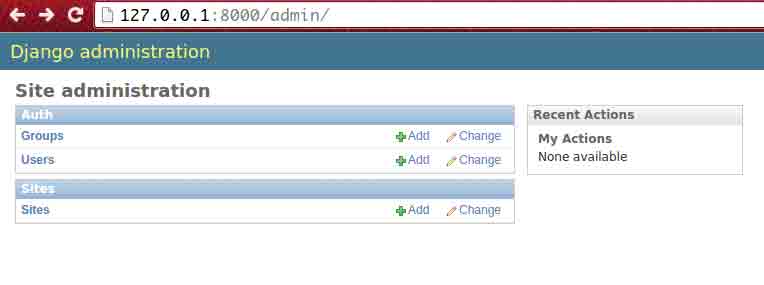 127.0.0.1:8000/admin/
Django administration
Site administration
Auth
Groups Add Change
Users Add Change
Sites
Sites Add Change
Recent Actions
My Actions
None available